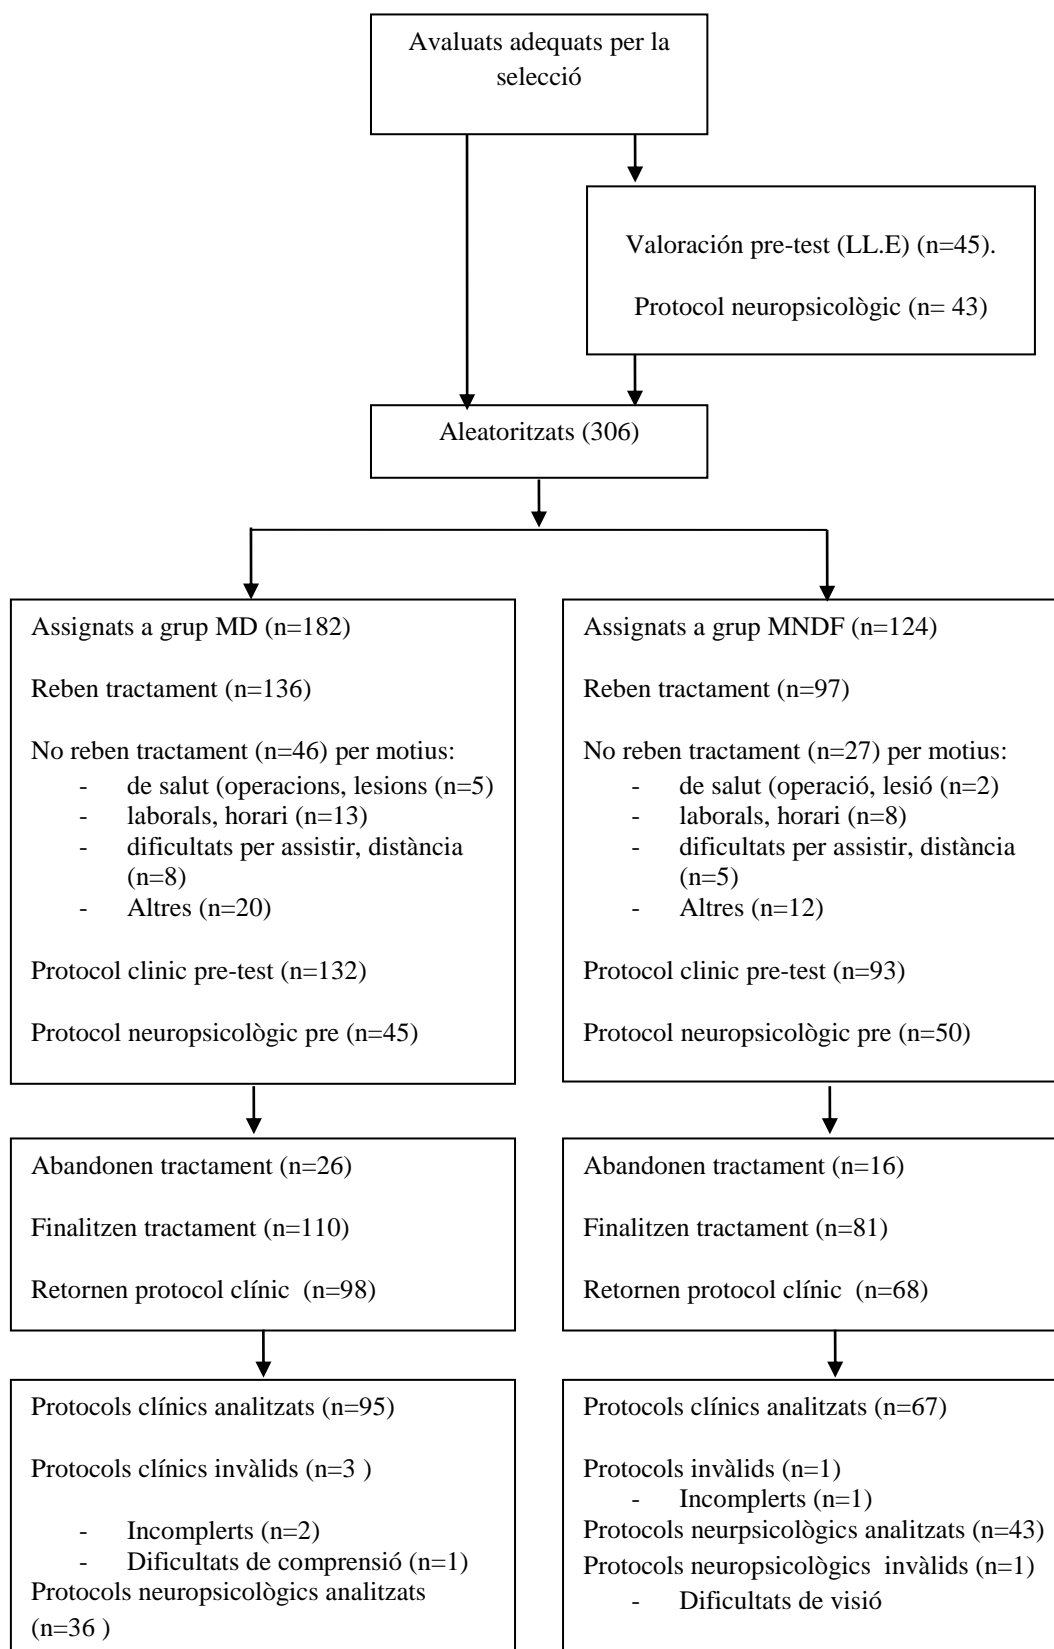 Avaluats adequats per la
selecció
Valoración pre-test (LL.E) (n=45).
Protocol neuropsicològic (n= 43)
Aleatoritzats (306)
Assignats a grup MD (n=182)
Reben tractament (n=136)
No reben tractament (n=46) per motius:
- de salut (operacions, lesions (n=5)
- laborals, horari (n=13)
- dificultats per assistir, distància
(n=8)
- Altres (n=20)
Protocol clinic pre-test (n=132)
Protocol neuropsicològic pre (n=45)
Assignats a grup MNDF (n=124)
Reben tractament (n=97)
No reben tractament (n=27) per motius:
- de salut (operació, lesió (n=2)
- laborals, horari (n=8)
- dificultats per assistir, distància
(n=5)
- Altres (n=12)
Protocol clinic pre-test (n=93)
Protocol neuropsicològic pre (n=50)
Abandonen tractament (n=26)
Finalitzen tractament (n=110)
Retornen protocol clínic (n=98)
Abandonen tractament (n=16)
Finalitzen tractament (n=81)
Retornen protocol clínic (n=68)
Protocols clínics analitzats (n=95)
Protocols clínics invàlids (n=3 )
- Incomplerts (n=2)
- Dificultats de comprensió (n=1)
Protocols neuropsicològics analitzats
(n=36 )
Protocols clínics analitzats (n=67)
Protocols invàlids (n=1)
- Incomplerts (n=1)
Protocols neurpsicològics analitzats (n=43)
Protocols neuropsicològics invàlids (n=1)
- Dificultats de visió